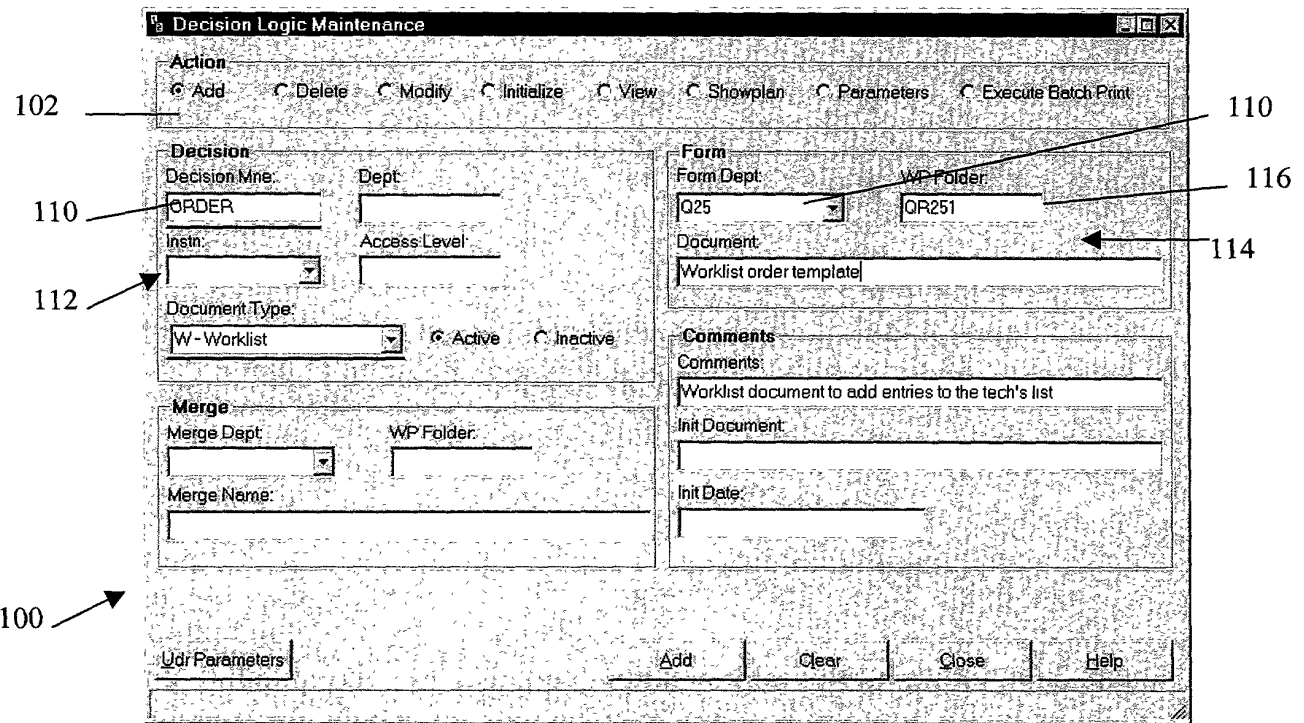 Decision Logic Maintenance
Action
Add Delete Modify Initialize View Showplan Parameters Execute Batch Print
102
110
Decision
Decision Mne: Dept:
ORDER
110
Instn: Access Level:
112
Document Type:
W - Worklist Active Inactive
Form
Form Dept: WP Folder:
Q25 QR251
116
Document:
114
Worklist order template
Merge
Merge Dept: WP Folder:
Merge Name:
Comments
Comments:
Worklist document to add entries to the tech's list
Init Document:
Init Date:
100
Udr Parameters Add Clear Close Help